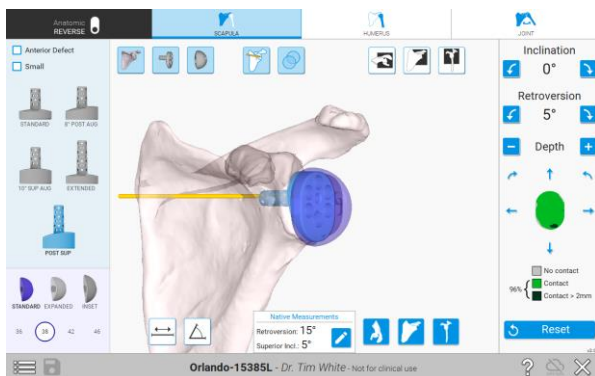 Anatomic
REVERSE
SCAPULA
HUMERUS
JOINT
Anterior Defect
Small
STANDARD
8° POST AUG
10° SUP AUG
EXTENDED
POST SUP
STANDARD
EXPANDED
INSET
38
42
46
Inclination
0°
Retroversion
5°
Depth
No contact
96% { Contact
Contact > 2mm
Reset
Native Measurements
Retroversion: 15°
Superior Incl.: 5°
Orlando-15385L - Dr. Tim White - Not for clinical use